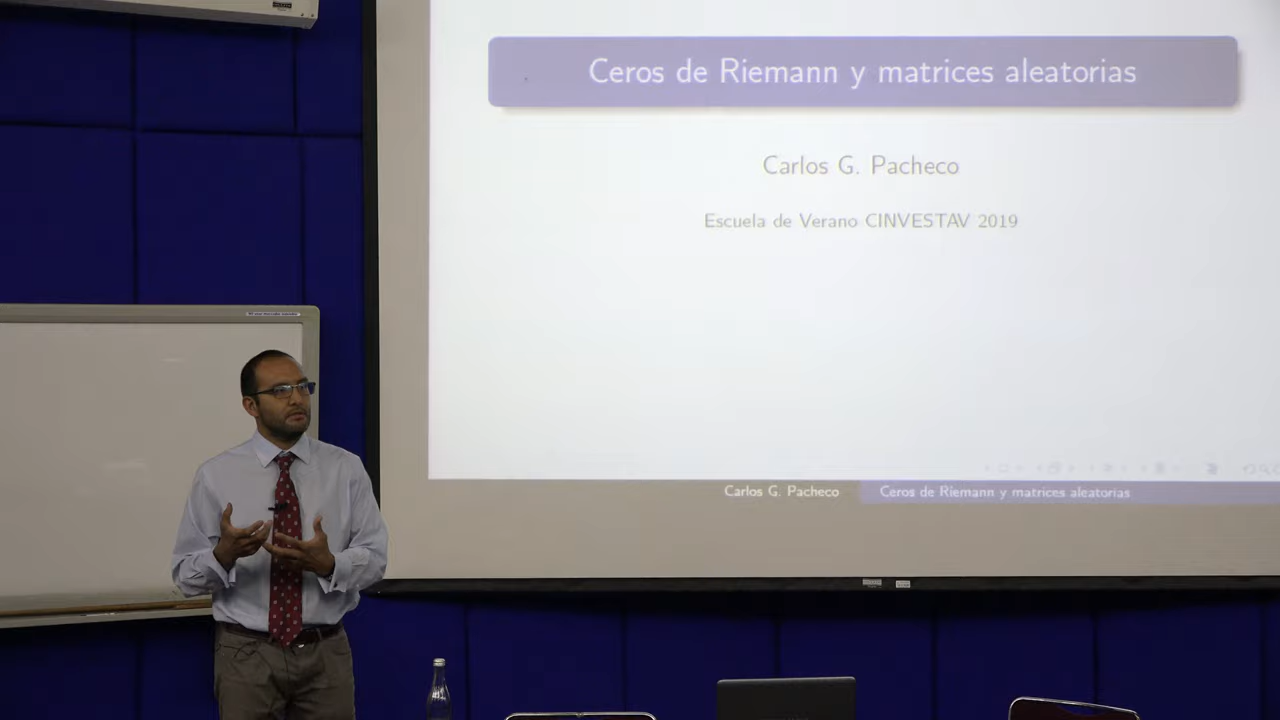 Ceros de Riemann y matrices aleatorias
Carlos G. Pacheco
Escuela de Verano CINVESTAV 2019
Carlos G. Pacheco
Ceros de Riemann y matrices aleatorias